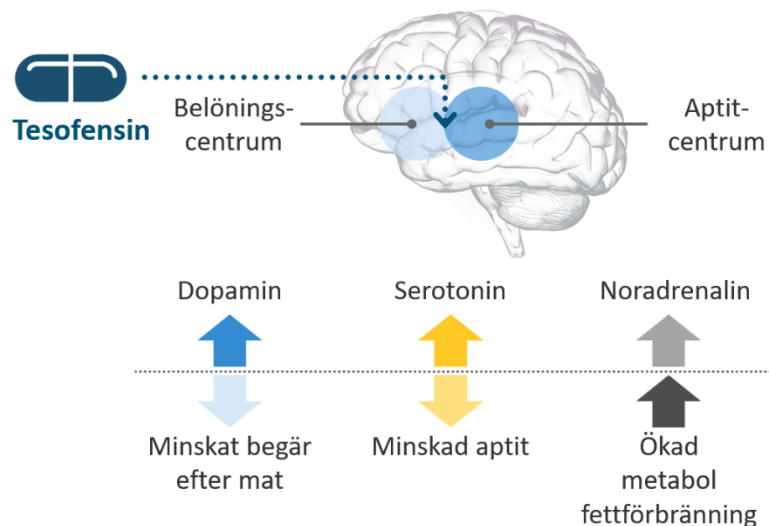 Tesofensin
Belönings-
centrum
Aptit-
centrum
Dopamin
Serotonin
Noradrenalin
Minskat begär
efter mat
Minskad aptit
Ökad
metabol
fettförbränning